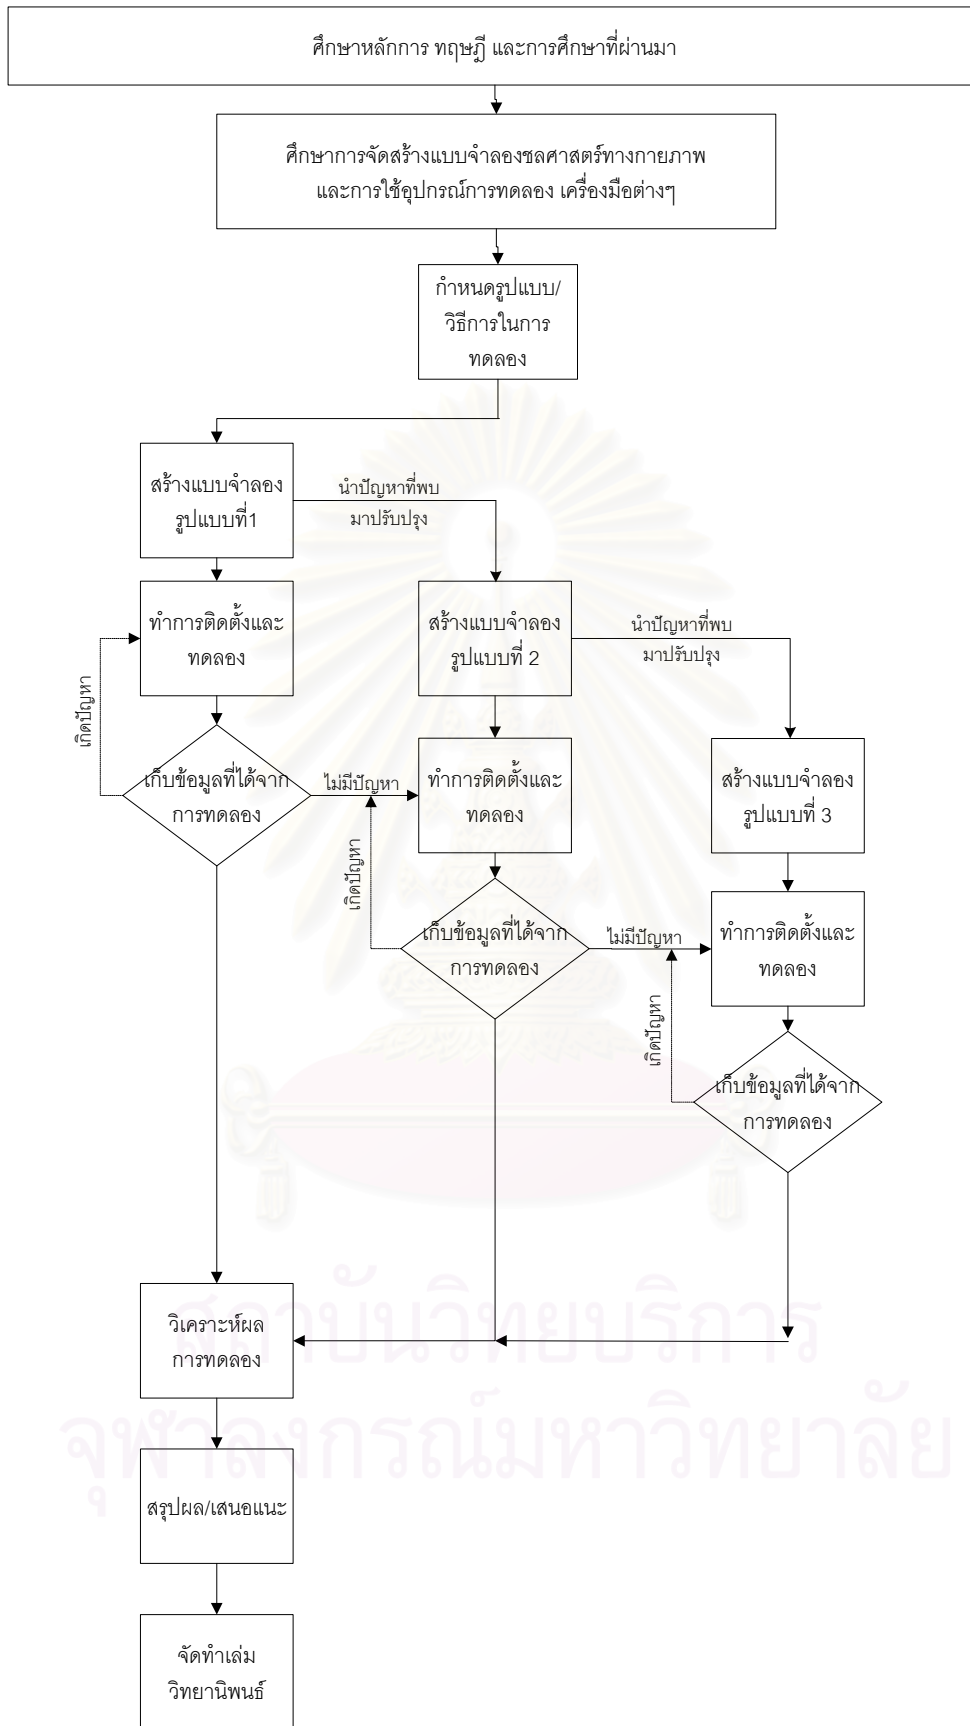 ศึกษาหลักการ ทฤษฎี และการศึกษาที่ผ่านมา
ศึกษาการจัดสร้างแบบจำลองชลศาสตร์ทางกายภาพ
และการใช้อุปกรณ์การทดลอง เครื่องมือต่างๆ
กำหนดรูปแบบ/
วิธีการในการ
ทดลอง
สร้างแบบจำลอง
รูปแบบที่1
นำปัญหาที่พบ
มาปรับปรุง
ทำการติดตั้งและ
ทดลอง
เกิดปัญหา
สร้างแบบจำลอง
รูปแบบที่ 2
นำปัญหาที่พบ
มาปรับปรุง
เก็บข้อมูลที่ได้จาก
การทดลอง
ไม่มีปัญหา
ทำการติดตั้งและ
ทดลอง
เกิดปัญหา
สร้างแบบจำลอง
รูปแบบที่ 3
เก็บข้อมูลที่ได้จาก
การทดลอง
ไม่มีปัญหา
ทำการติดตั้งและ
ทดลอง
เกิดปัญหา
เก็บข้อมูลที่ได้จาก
การทดลอง
วิเคราะห์ผล
การทดลอง
สถาบันวิทยบริการ
จุฬาลงกรณ์มหาวิทยาลัย
สรุปผล/เสนอแนะ
จัดทำเล่ม
วิทยานิพนธ์